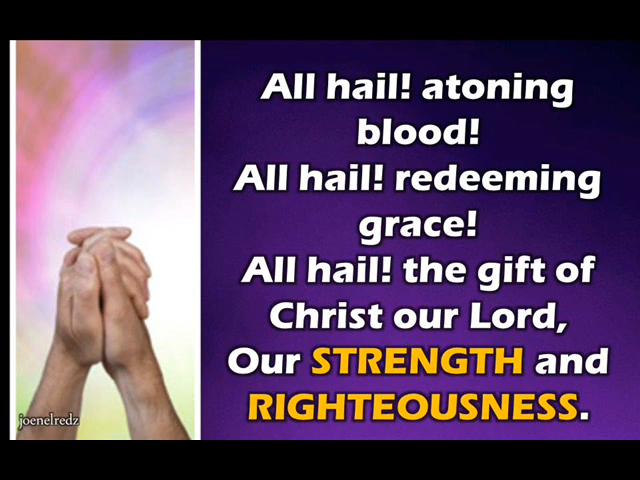 All hail! atoning
blood!
All hail! redeeming
grace!
All hail! the gift of
Christ our Lord,
Our STRENGTH and
RIGHTEOUSNESS.
joenelredz